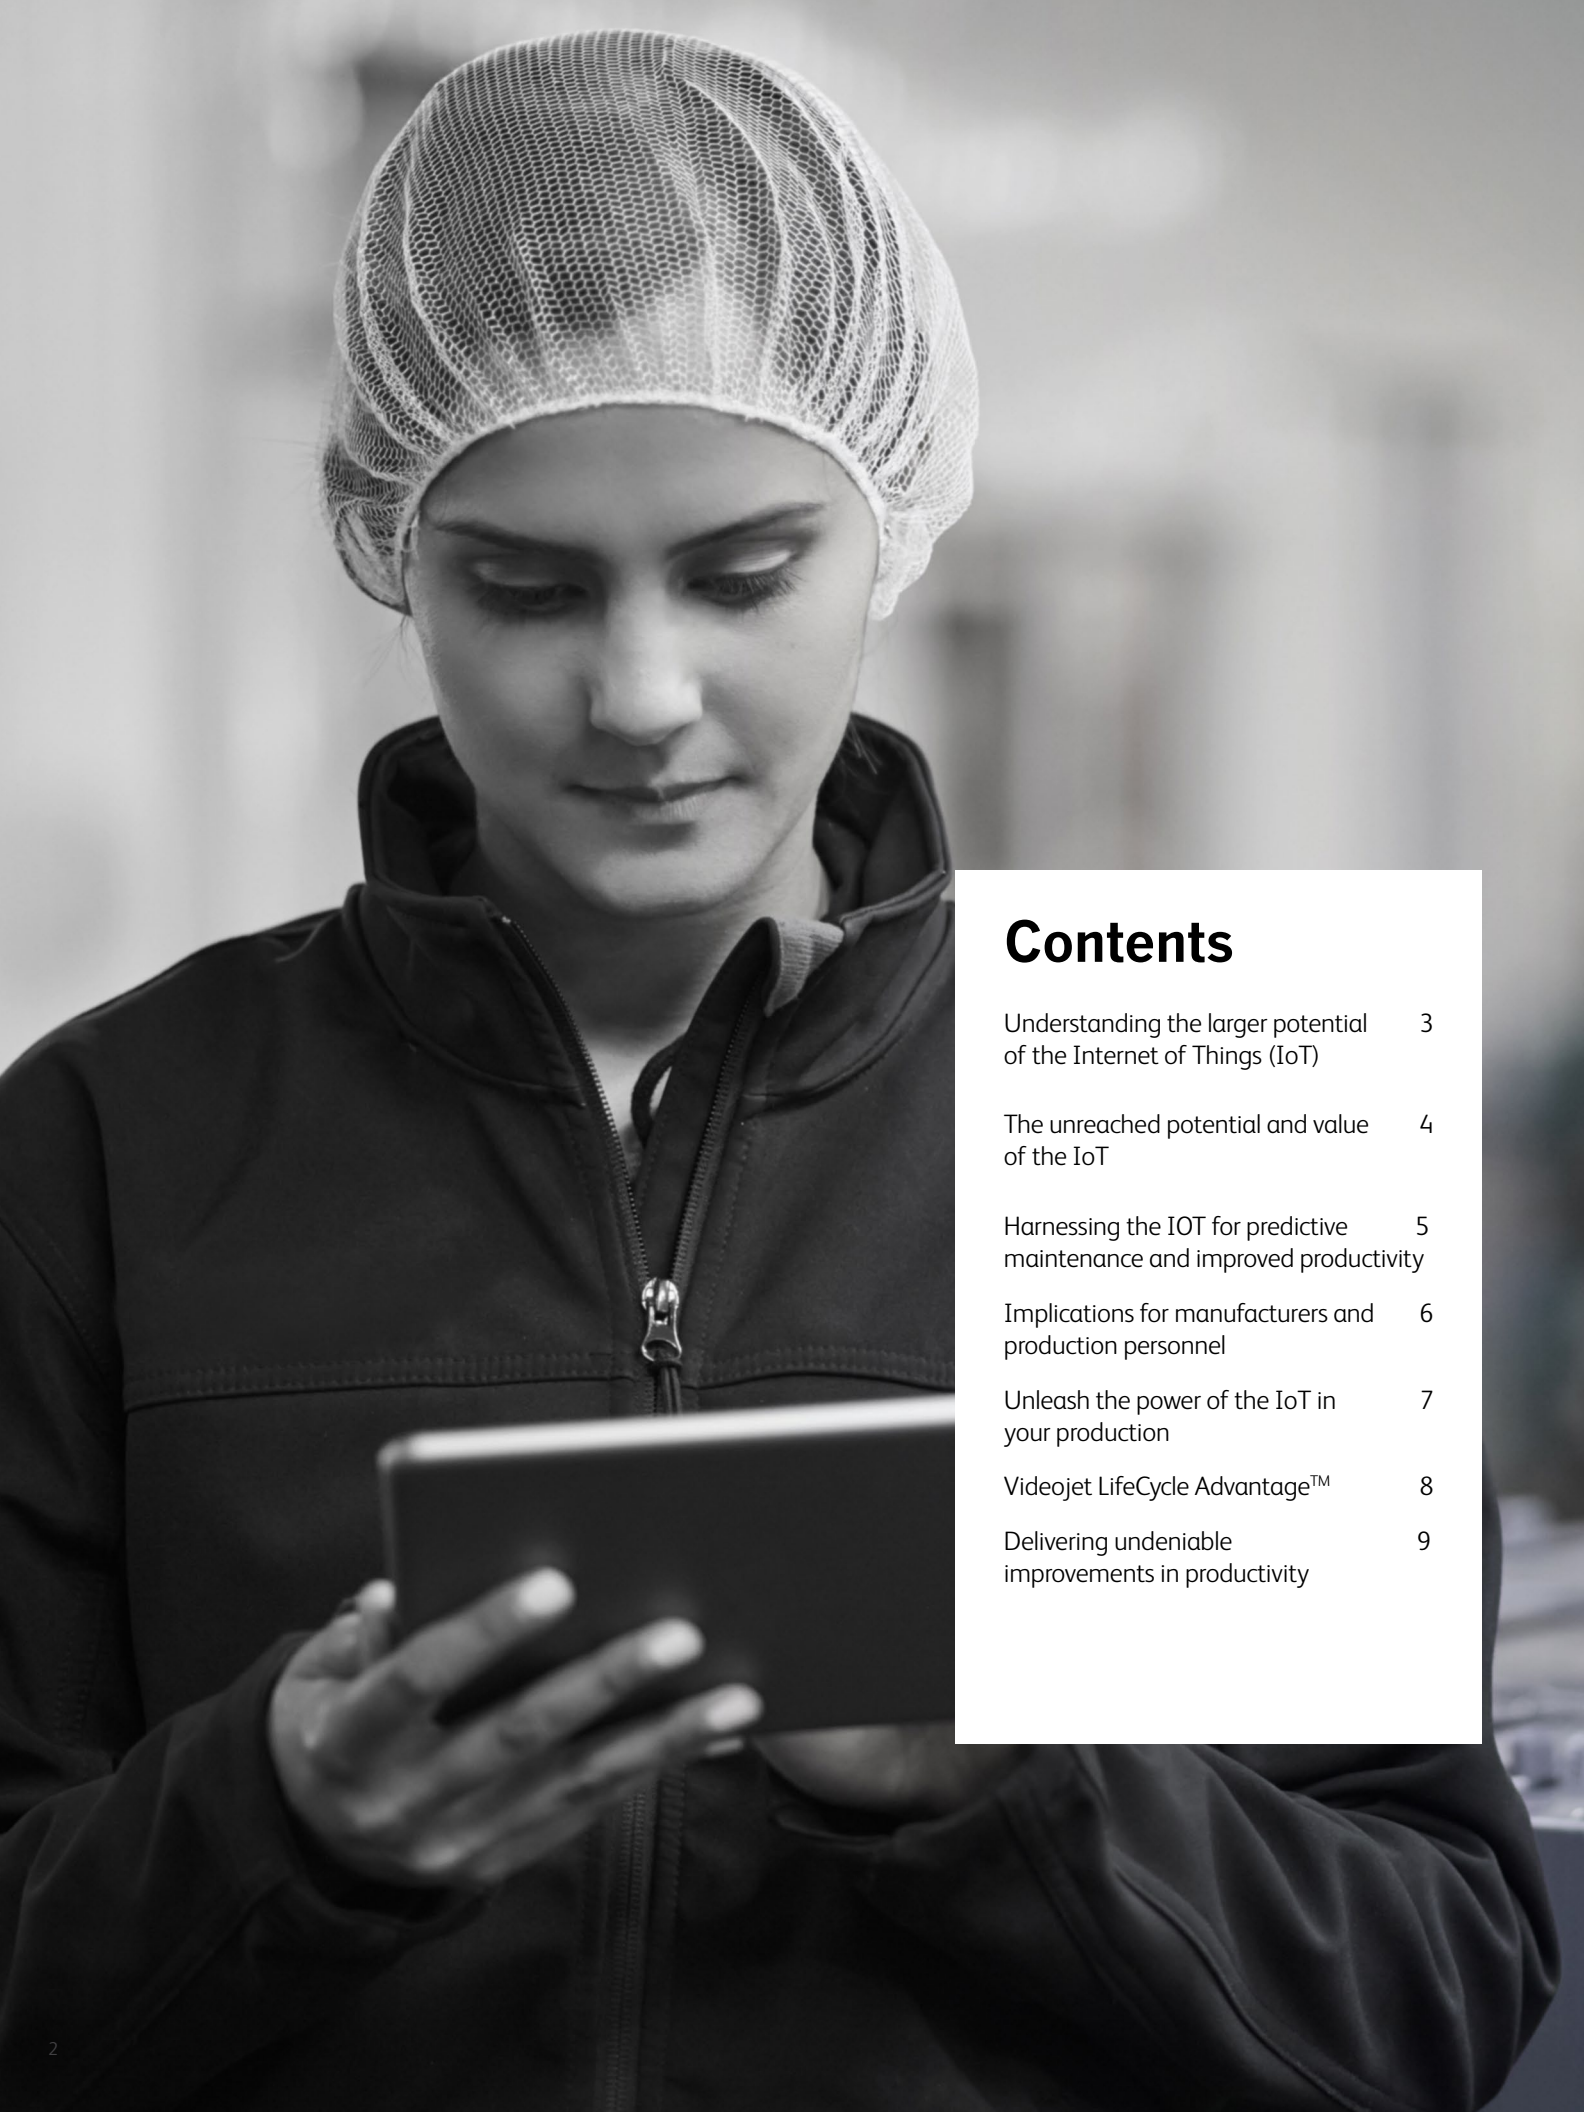 Contents
Understanding the larger potential 3
of the Internet of Things (IoT)
The unreached potential and value 4
of the IoT
Harnessing the IOT for predictive 5
maintenance and improved productivity
Implications for manufacturers and 6
production personnel
Unleash the power of the IoT in 7
your production
Videojet LifeCycle Advantage™ 8
Delivering undeniable 9
improvements in productivity
2